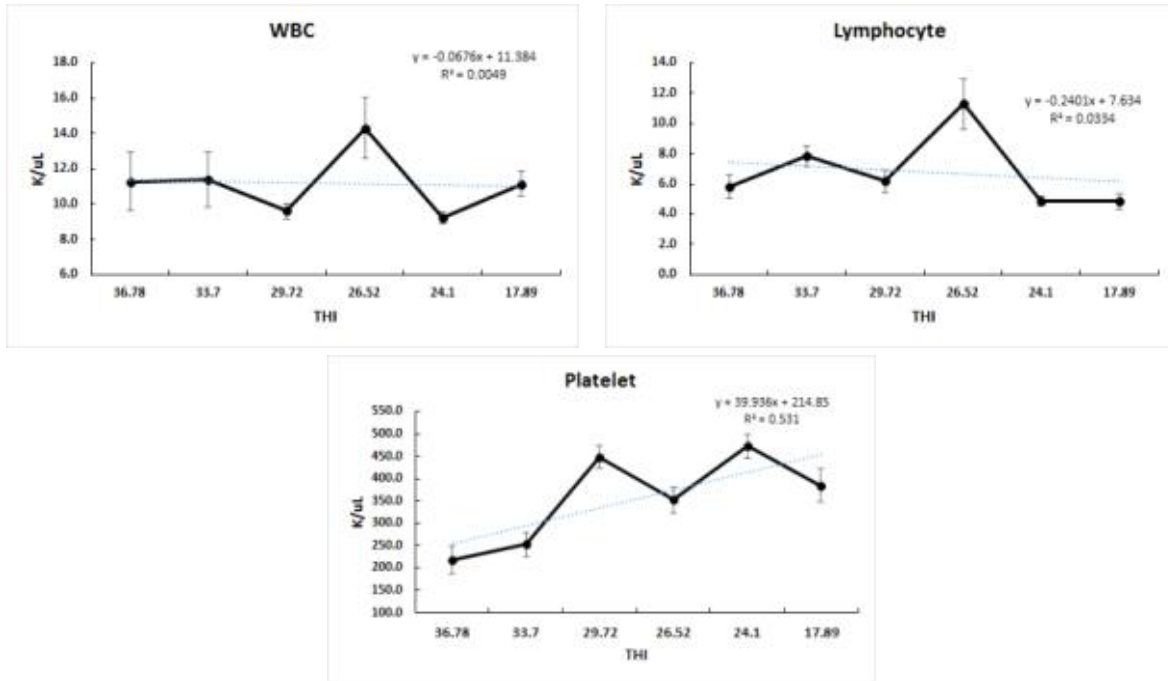 WBC
y = -0.0676x + 11.384
R² = 0.0049
18.0
16.0
14.0
12.0
10.0
8.0
6.0
K/uL
36.78 33.7 29.72 26.52 24.1 17.89
THI
Lymphocyte
y = -0.2401x + 7.634
R² = 0.0334
14.0
12.0
10.0
8.0
6.0
4.0
2.0
0.0
K/uL
36.78 33.7 29.72 26.52 24.1 17.89
THI
Platelet
y = 39.936x + 214.85
R² = 0.531
550.0
500.0
450.0
400.0
350.0
300.0
250.0
200.0
150.0
100.0
K/uL
36.78 33.7 29.72 26.52 24.1 17.89
THI